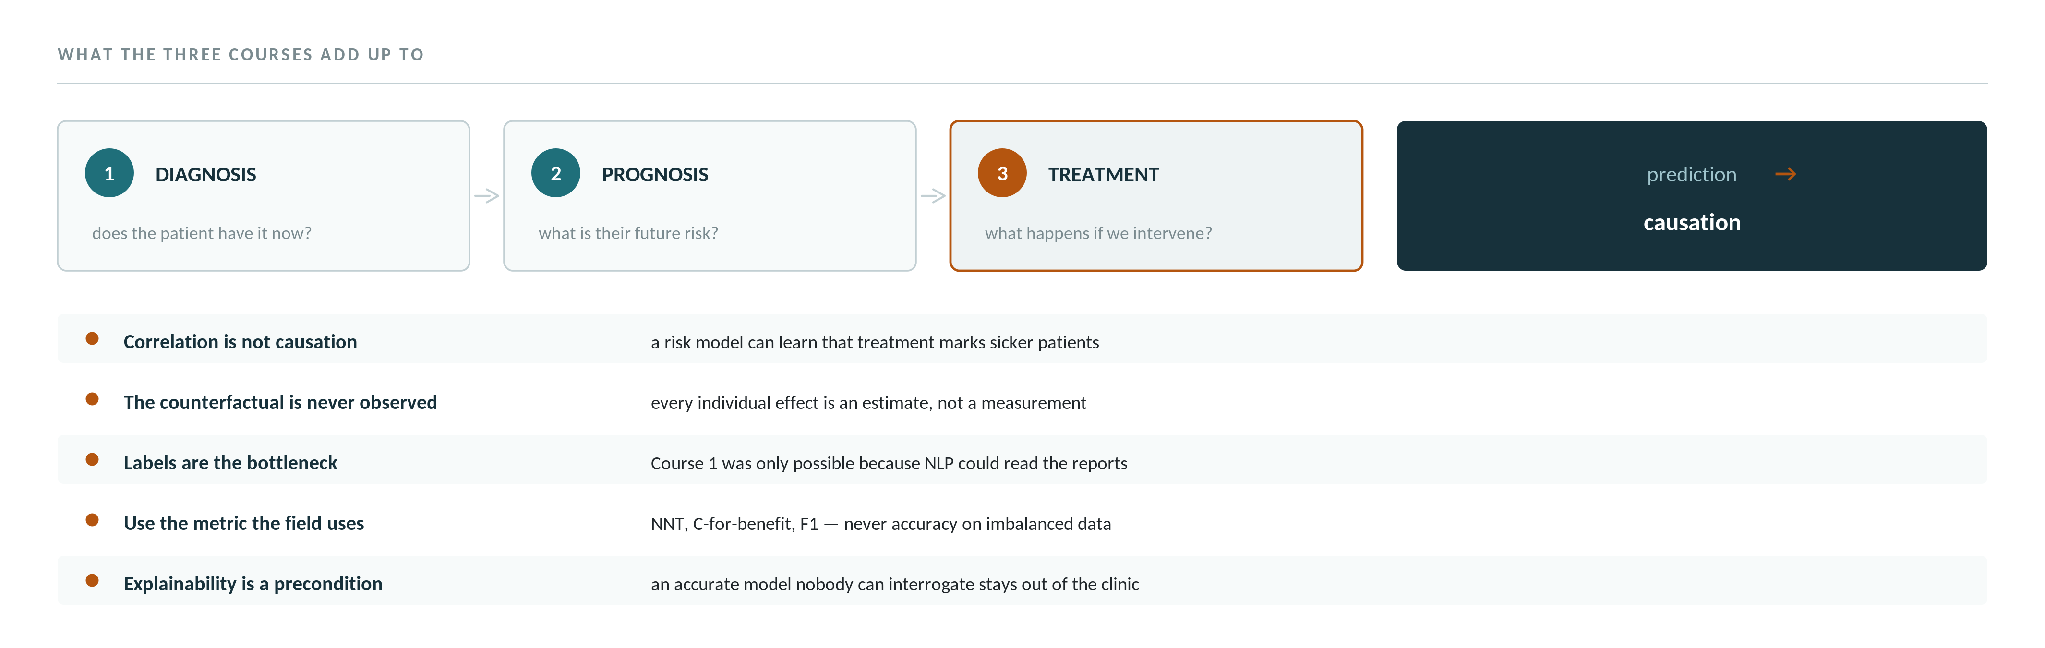 WHAT THE THREE COURSES ADD UP TO
1 DIAGNOSIS
does the patient have it now?
→
2 PROGNOSIS
what is their future risk?
→
3 TREATMENT
what happens if we intervene?
prediction →
causation
Correlation is not causation
a risk model can learn that treatment marks sicker patients
The counterfactual is never observed
every individual effect is an estimate, not a measurement
Labels are the bottleneck
Course 1 was only possible because NLP could read the reports
Use the metric the field uses
NNT, C-for-benefit, F1 — never accuracy on imbalanced data
Explainability is a precondition
an accurate model nobody can interrogate stays out of the clinic